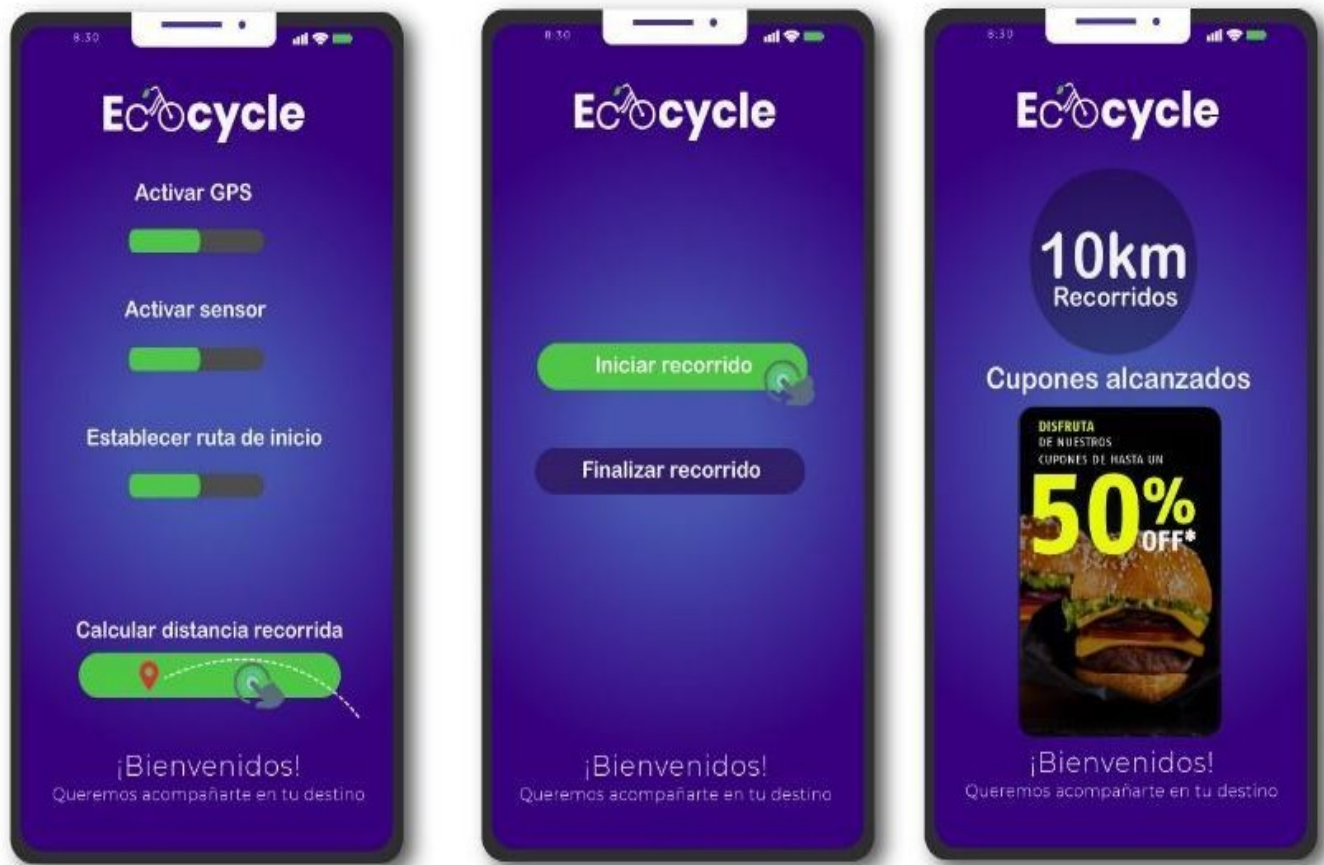 8:30
Ecocycle
Activar GPS
Activar sensor
Establecer ruta de inicio
Calcular distancia recorrida
¡Bienvenidos!
Queremos acompañarte en tu destino
8:30
Ecocycle
Iniciar recorrido
Finalizar recorrido
¡Bienvenidos!
Queremos acompañarte en tu destino
8:30
Ecocycle
10km
Recorridos
Cupones alcanzados
DISFRUTA
DE NUESTROS
CUPONES DE HASTA UN
50%
OFF*
¡Bienvenidos!
Queremos acompañarte en tu destino